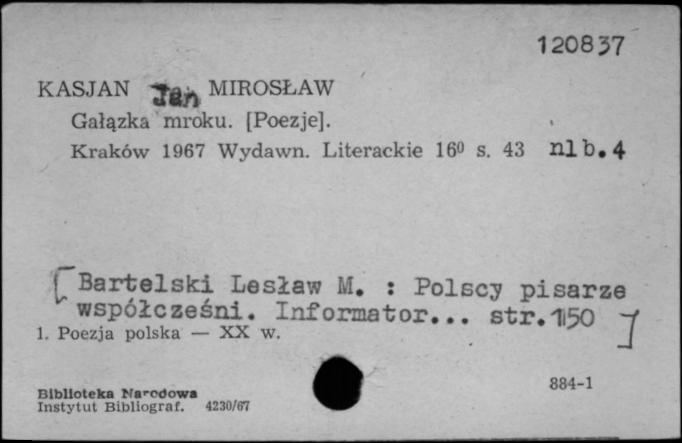 120837
KASJAN Jan MIROSŁAW
Gałązka mroku. [Poezje].
Kraków 1967 Wydawn. Literackie 16⁰ s. 43 nlb. 4
[Bartelski Lesław M. : Polscy pisarze
współcześni. Informator... str. 150 ]
1. Poezja polska — XX w.
884-1
Biblioteka Narodowa
Instytut Bibliograf. 4230/67